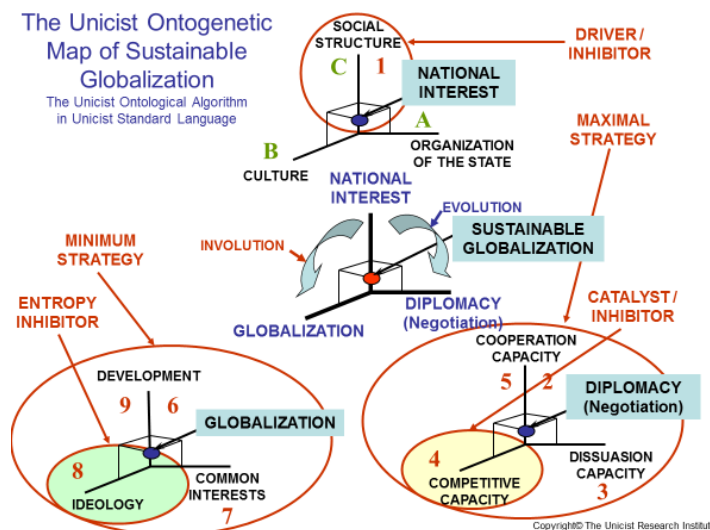 The Unicist Ontogenetic
Map of Sustainable
Globalization
The Unicist Ontological Algorithm
in Unicist Standard Language
SOCIAL
STRUCTURE
C 1
DRIVER /
INHIBITOR
NATIONAL
INTEREST
A
B
ORGANIZATION
OF THE STATE
CULTURE
MAXIMAL
STRATEGY
NATIONAL
INTEREST
EVOLUTION
INVOLUTION
SUSTAINABLE
GLOBALIZATION
GLOBALIZATION
DIPLOMACY
(Negotiation)
MINIMUM
STRATEGY
ENTROPY
INHIBITOR
CATALYST /
INHIBITOR
DEVELOPMENT
9 6
GLOBALIZATION
8
IDEOLOGY
COMMON
INTERESTS
7
COOPERATION
CAPACITY
5 2
DIPLOMACY
(Negotiation)
4
COMPETITIVE
CAPACITY
DISSUASION
CAPACITY
3
Copyright© The Unicist Research Institu